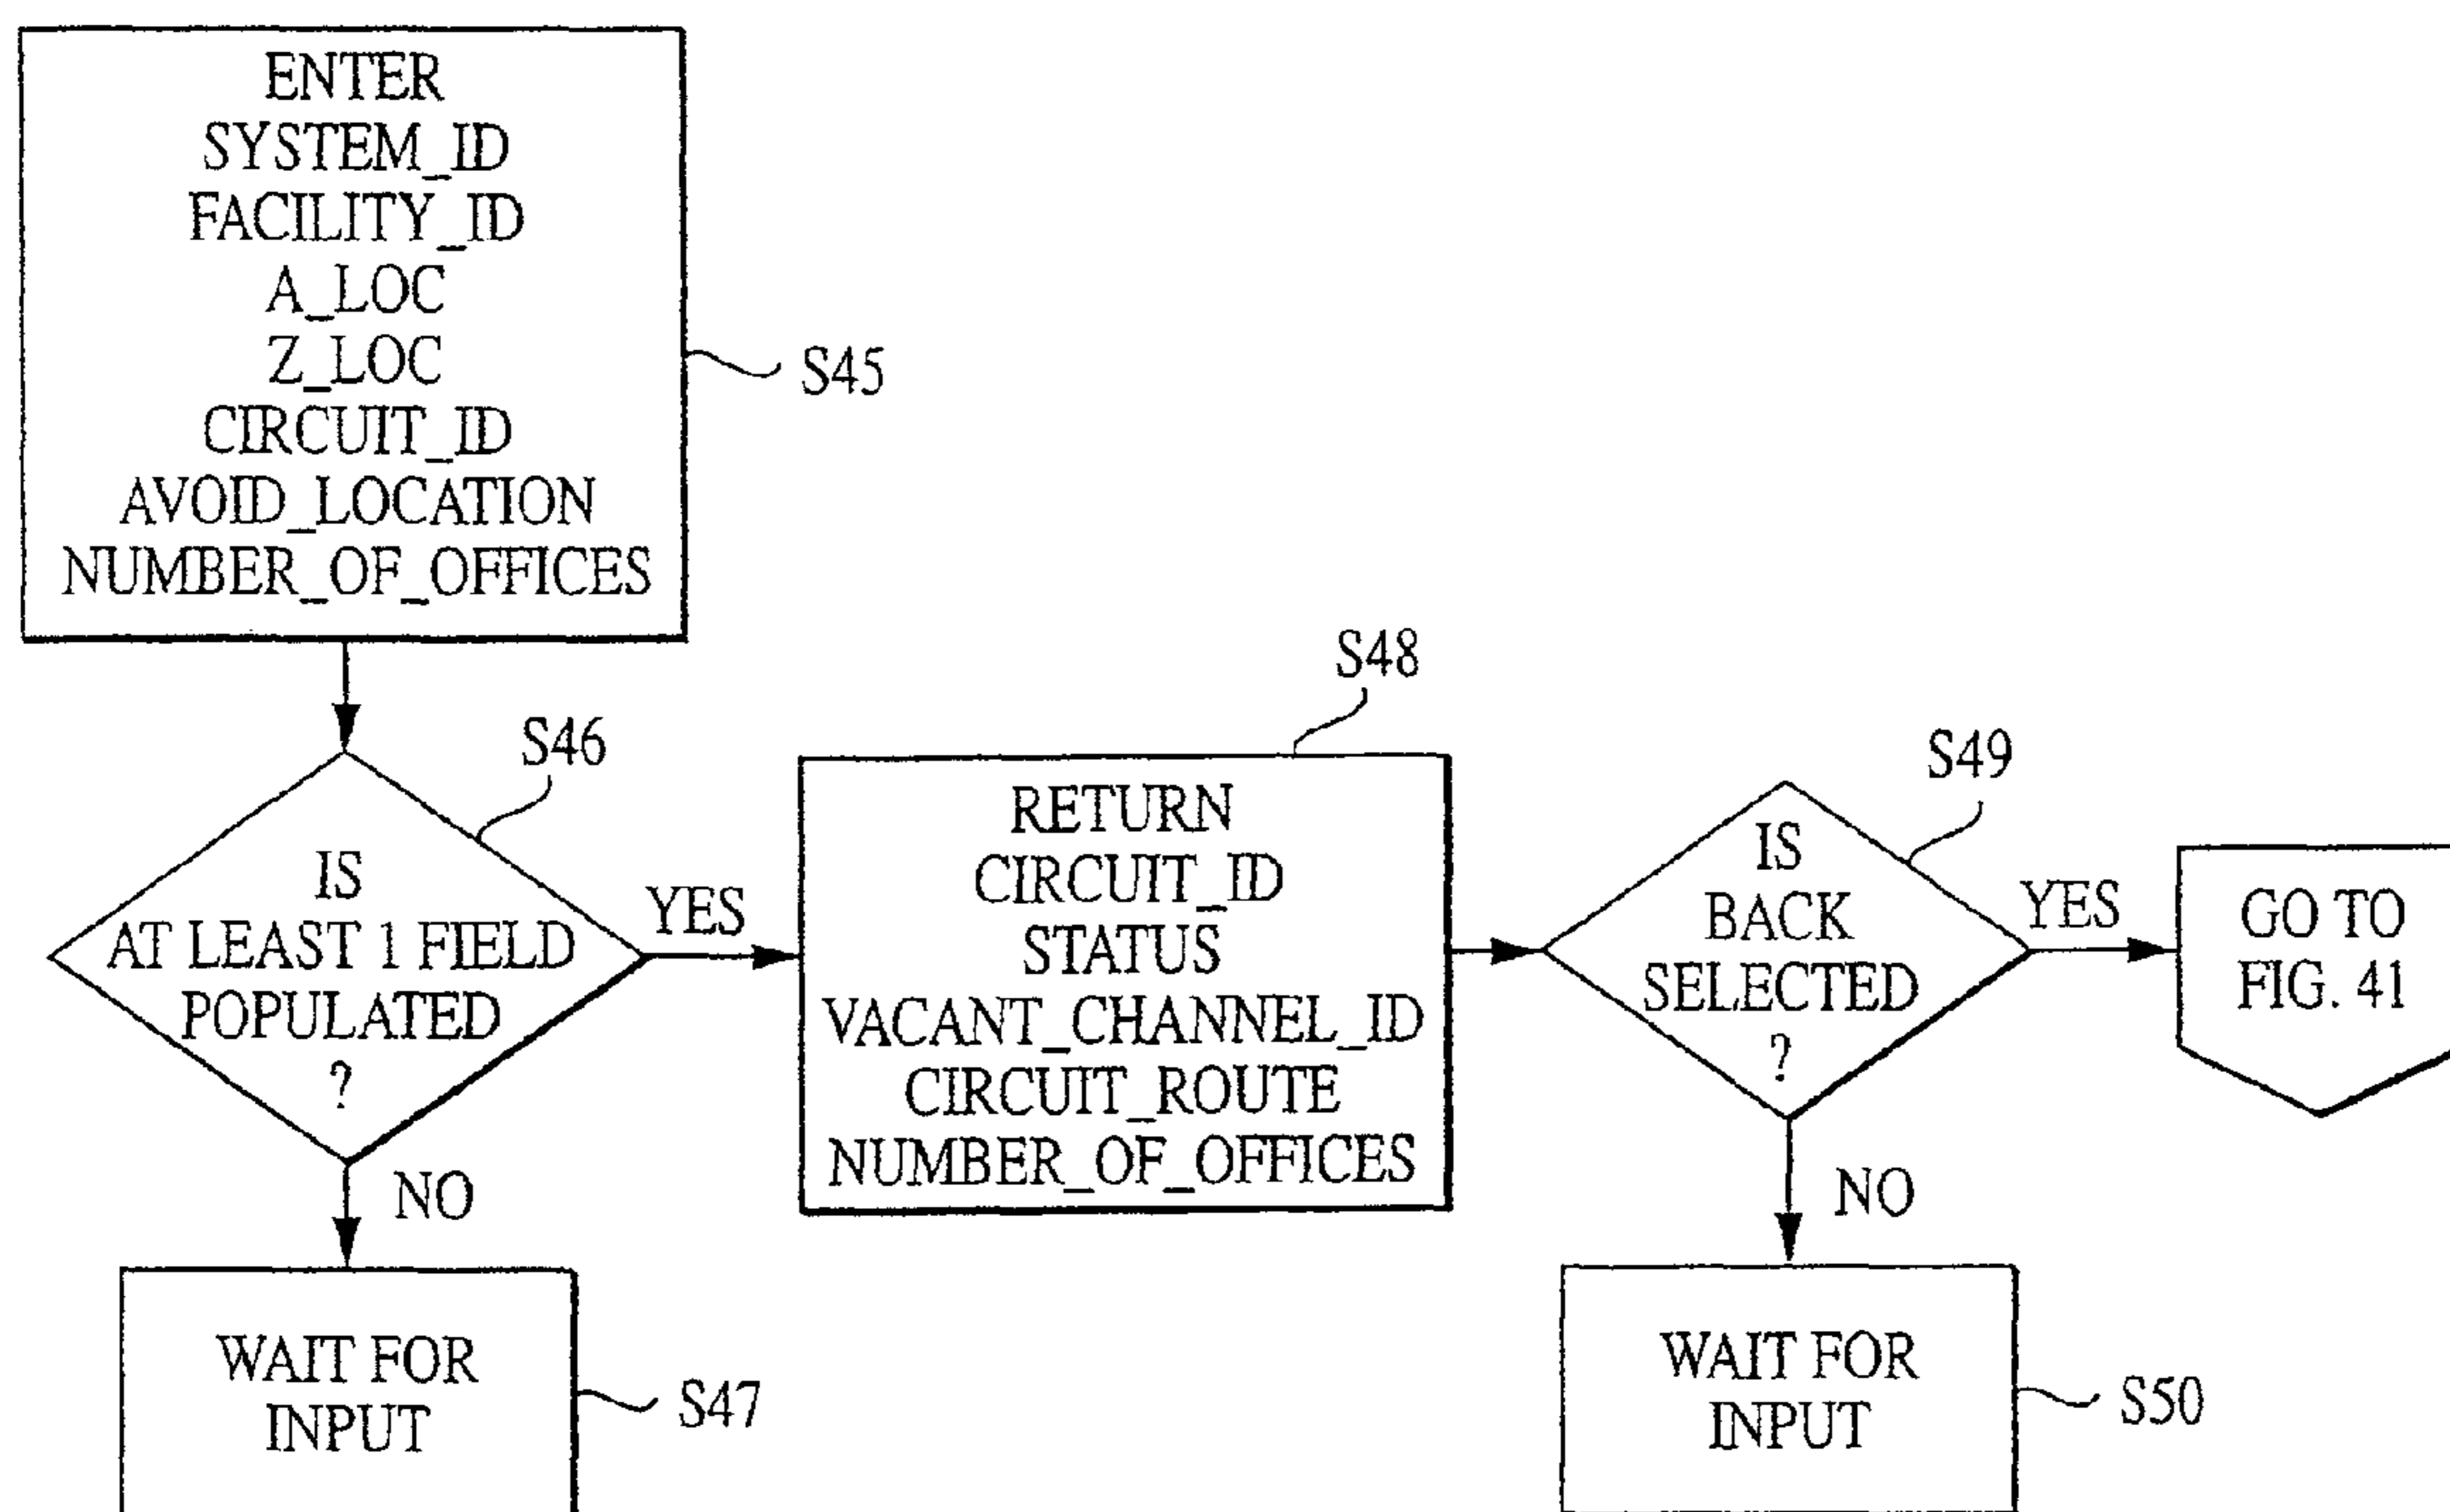 ENTER
SYSTEM_ID
FACILITY_ID
A_LOC
Z_LOC
CIRCUIT_ID
AVOID_LOCATION
NUMBER_OF_OFFICES
S45
S46
IS
AT LEAST 1 FIELD
POPULATED
?
YES
NO
WAIT FOR
INPUT
S47
S48
RETURN
CIRCUIT_ID
STATUS
VACANT_CHANNEL_ID
CIRCUIT_ROUTE
NUMBER_OF_OFFICES
S49
IS
BACK
SELECTED
?
YES
GO TO
FIG. 41
NO
WAIT FOR
INPUT
S50